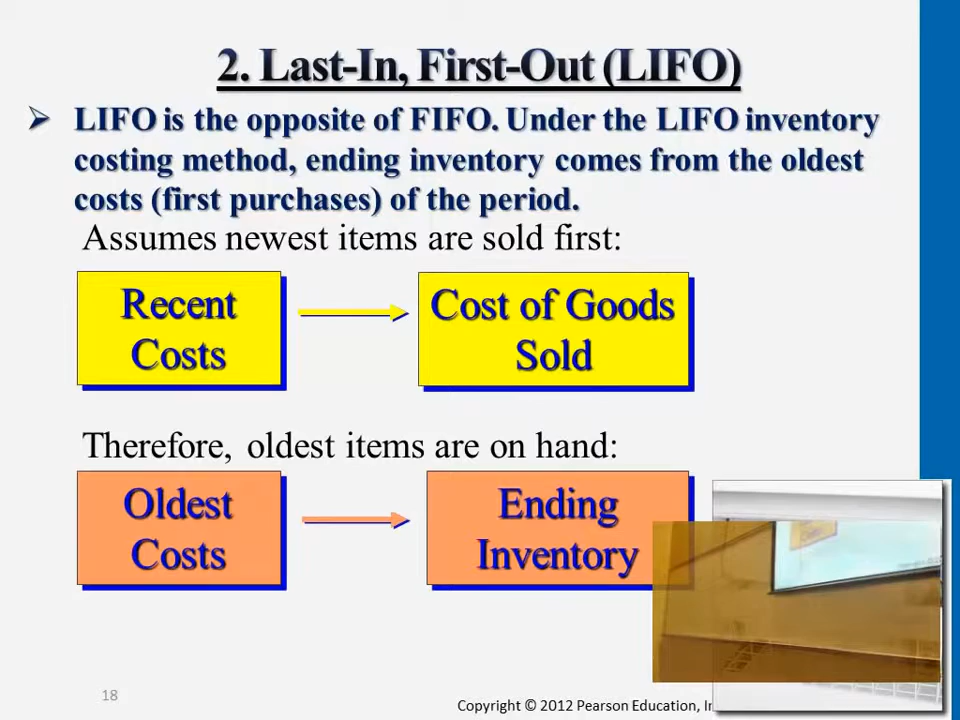 2. Last-In, First-Out (LIFO)
LIFO is the opposite of FIFO. Under the LIFO inventory
costing method, ending inventory comes from the oldest
costs (first purchases) of the period.
Assumes newest items are sold first:
Recent
Costs
Cost of Goods
Sold
Therefore, oldest items are on hand:
Oldest
Costs
Ending
Inventory
18
Copyright © 2012 Pearson Education,